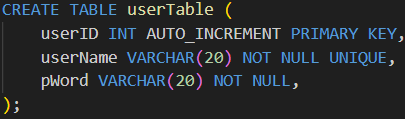 CREATE TABLE userTable (
    userID INT AUTO_INCREMENT PRIMARY KEY,
    userName VARCHAR(20) NOT NULL UNIQUE,
    pWord VARCHAR(20) NOT NULL,
);